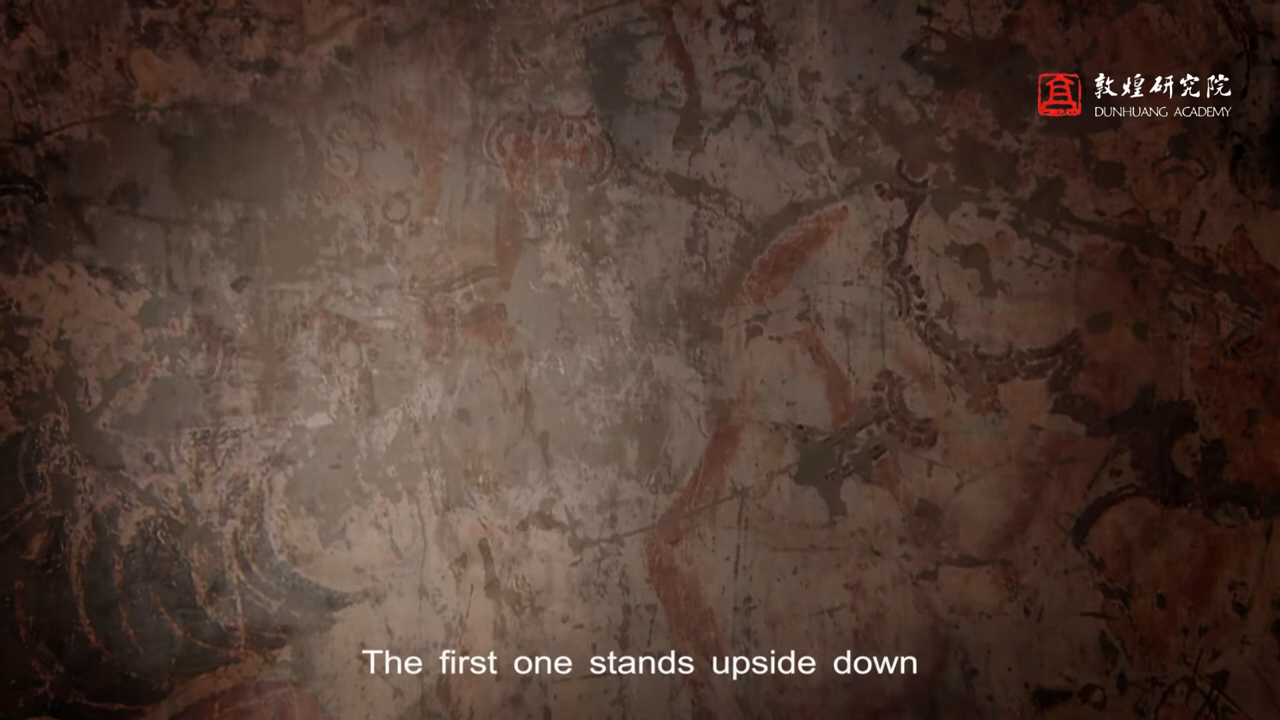 敦煌研究院
DUNHUANG ACADEMY
The first one stands upside down